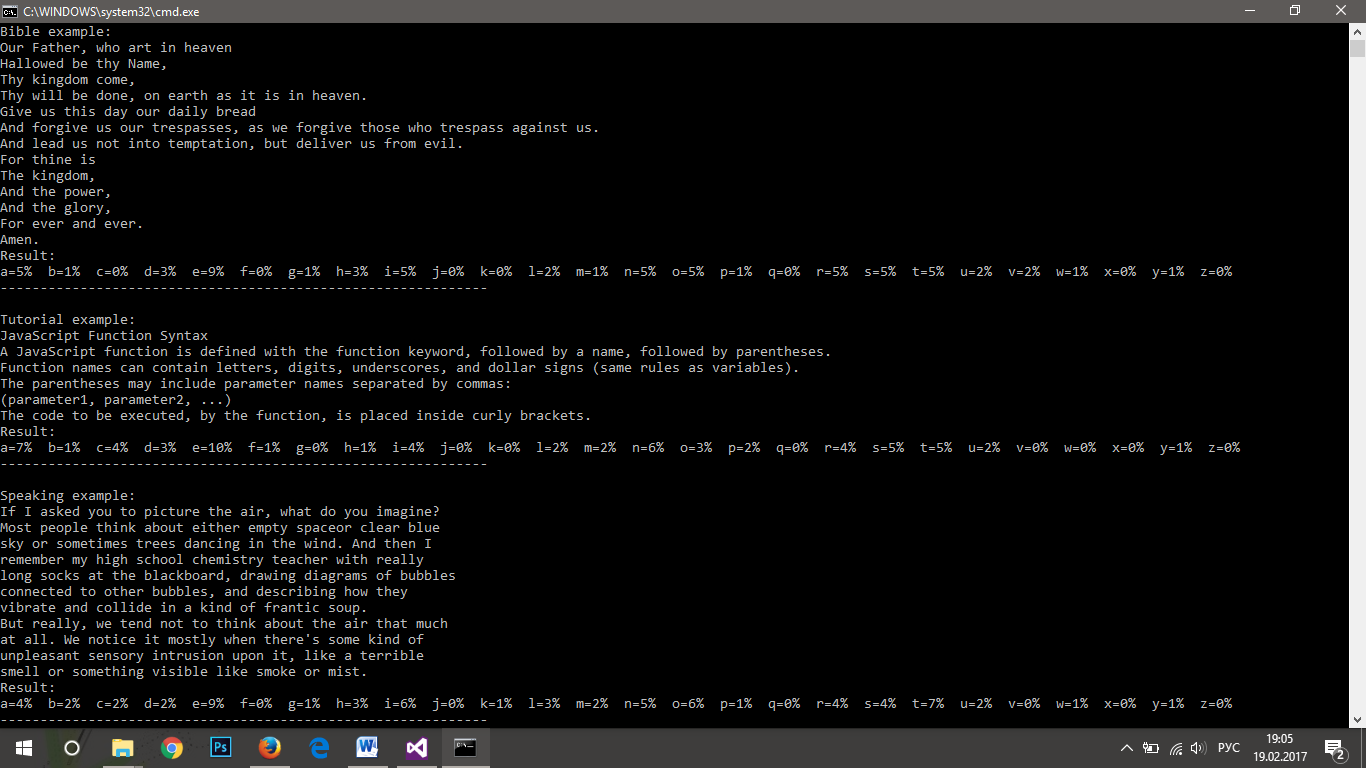 C:\WINDOWS\system32\cmd.exe
Bible example:
Our Father, who art in heaven
Hallowed be thy Name,
Thy kingdom come,
Thy will be done, on earth as it is in heaven.
Give us this day our daily bread
And forgive us our trespasses, as we forgive those who trespass against us.
And lead us not into temptation, but deliver us from evil.
For thine is
The kingdom,
And the power,
And the glory,
For ever and ever.
Amen.
Result:
a=5%  b=1%  c=0%  d=3%  e=9%  f=0%  g=1%  h=3%  i=5%  j=0%  k=0%  l=2%  m=1%  n=5%  o=5%  p=1%  q=0%  r=5%  s=5%  t=5%  u=2%  v=2%  w=1%  x=0%  y=1%  z=0%
-------------------------------------------------------------
Tutorial example:
JavaScript Function Syntax
A JavaScript function is defined with the function keyword, followed by a name, followed by parentheses.
Function names can contain letters, digits, underscores, and dollar signs (same rules as variables).
The parentheses may include parameter names separated by commas:
(parameter1, parameter2, ...)
The code to be executed, by the function, is placed inside curly brackets.
Result:
a=7%  b=1%  c=4%  d=3%  e=10%  f=1%  g=0%  h=1%  i=4%  j=0%  k=0%  l=2%  m=2%  n=6%  o=3%  p=2%  q=0%  r=4%  s=5%  t=5%  u=2%  v=0%  w=0%  x=0%  y=1%  z=0%
-------------------------------------------------------------
Speaking example:
If I asked you to picture the air, what do you imagine?
Most people think about either empty spaceor clear blue
sky or sometimes trees dancing in the wind. And then I
remember my high school chemistry teacher with really
long socks at the blackboard, drawing diagrams of bubbles
connected to other bubbles, and describing how they
vibrate and collide in a kind of frantic soup.
But really, we tend not to think about the air that much
at all. We notice it mostly when there's some kind of
unpleasant sensory intrusion upon it, like a terrible
smell or something visible like smoke or mist.
Result:
a=4%  b=2%  c=2%  d=2%  e=9%  f=0%  g=1%  h=3%  i=6%  j=0%  k=1%  l=3%  m=2%  n=5%  o=6%  p=1%  q=0%  r=4%  s=4%  t=7%  u=2%  v=0%  w=1%  x=0%  y=1%  z=0%
-------------------------------------------------------------
Ps
РУС
19:05
19.02.2017
2